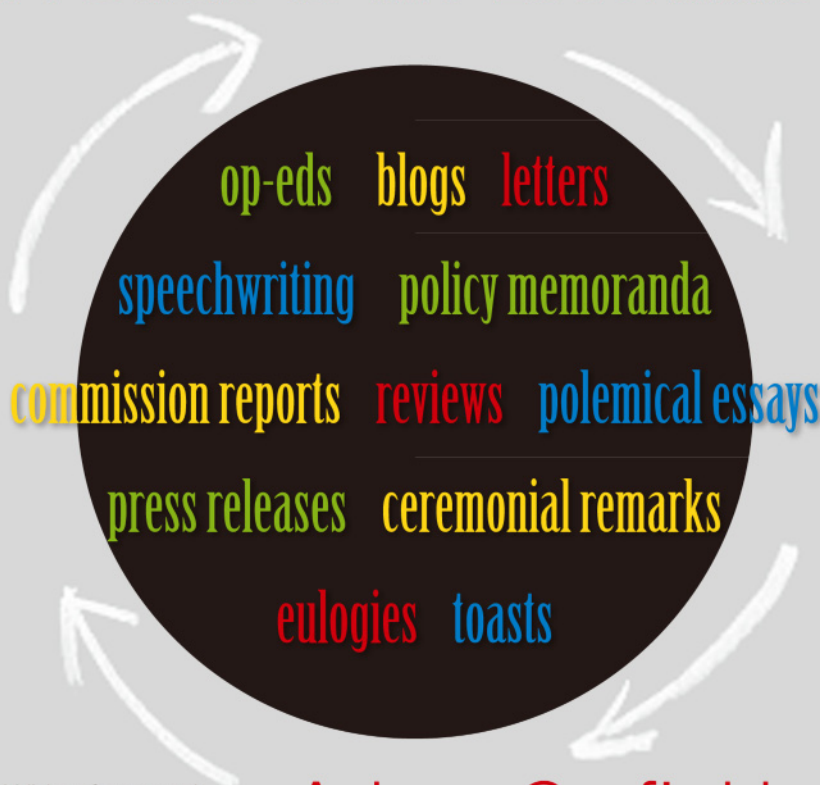 op-eds blogs letters
speechwriting policy memoranda
commission reports reviews polemical essays
press releases ceremonial remarks
eulogies toasts